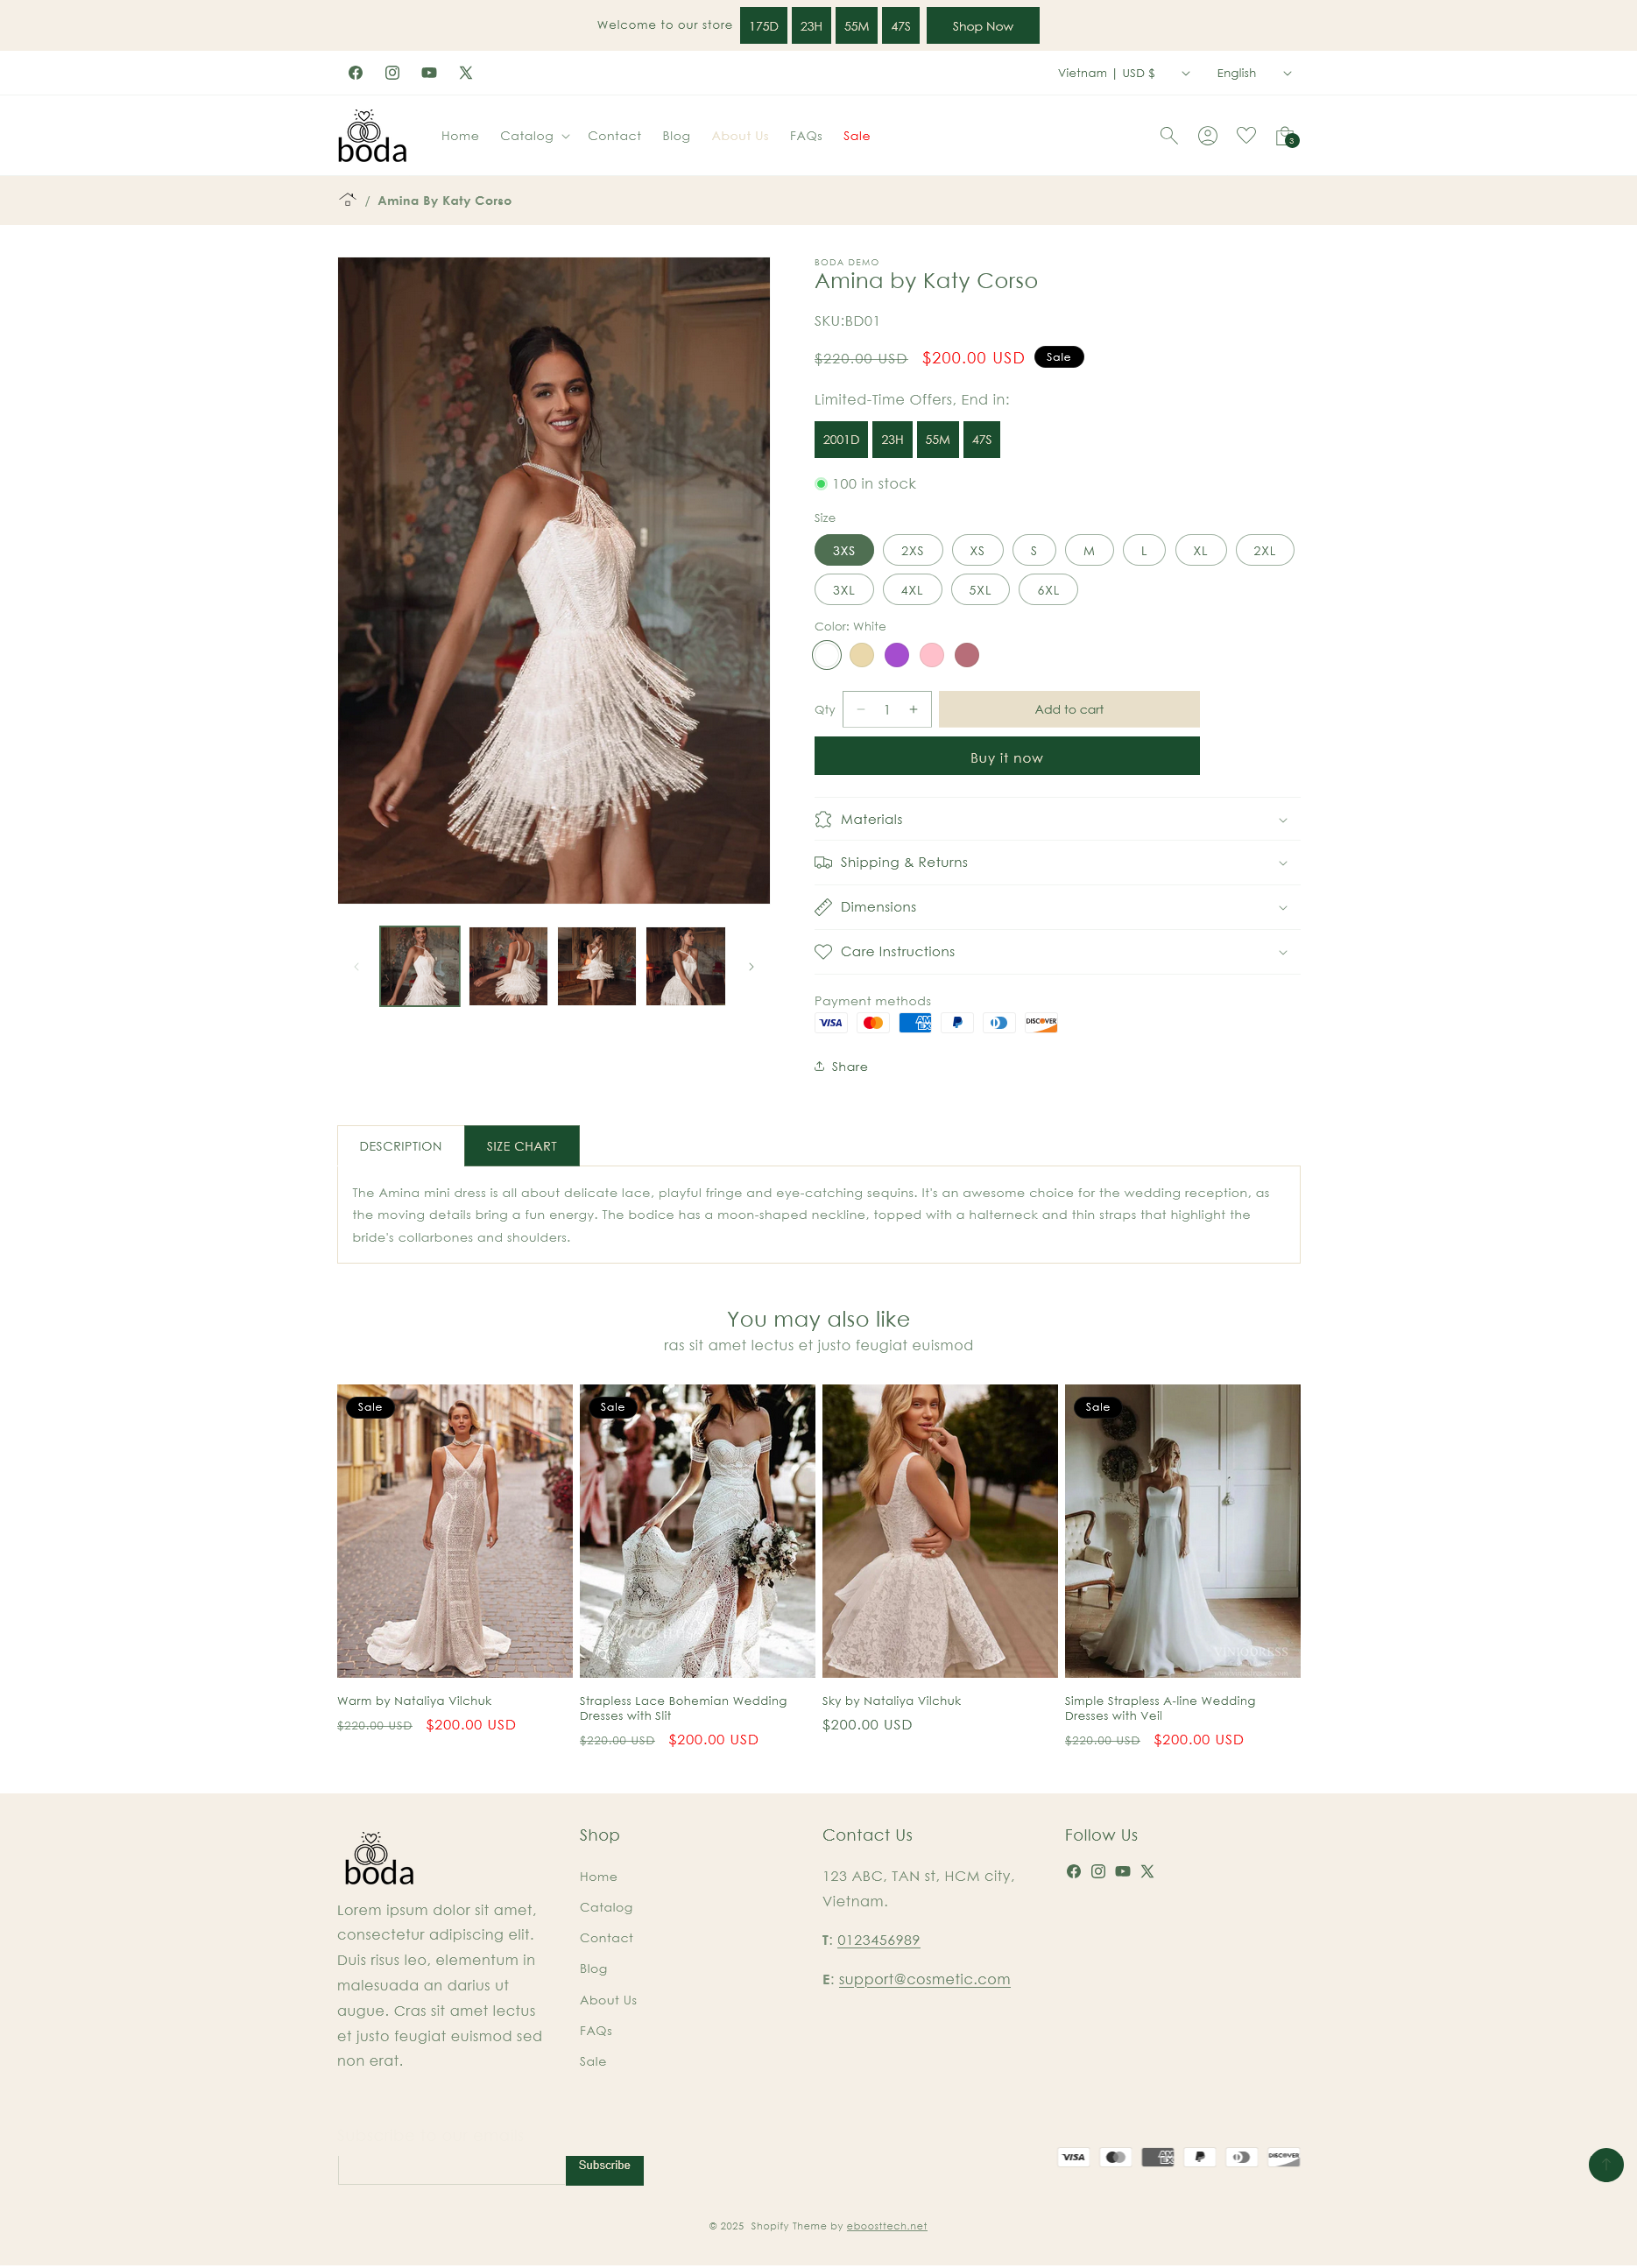 Welcome to our store 175D 23H 55M 47S Shop Now
Vietnam | USD $ English
boda
Home Catalog Contact Blog About Us FAQs Sale
3
/ Amina By Katy Corso
BODA DEMO
Amina by Katy Corso
SKU:BD01
$220.00 USD $200.00 USD Sale
Limited-Time Offers, End in:
2001D 23H 55M 47S
100 in stock
Size
3XS 2XS XS S M L XL 2XL
3XL 4XL 5XL 6XL
Color: White
Qty 1 Add to cart
Buy it now
Materials
Shipping & Returns
Dimensions
Care Instructions
Payment methods
VISA AMEX DISCOVER
Share
DESCRIPTION SIZE CHART
The Amina mini dress is all about delicate lace, playful fringe and eye-catching sequins. It's an awesome choice for the wedding reception, as
the moving details bring a fun energy. The bodice has a moon-shaped neckline, topped with a halterneck and thin straps that highlight the
bride's collarbones and shoulders.
You may also like
ras sit amet lectus et justo feugiat euismod
Sale Sale Sale
VINIODRESS
Warm by Nataliya Vilchuk
$220.00 USD $200.00 USD
Strapless Lace Bohemian Wedding
Dresses with Slit
$220.00 USD $200.00 USD
Sky by Nataliya Vilchuk
$200.00 USD
Simple Strapless A-line Wedding
Dresses with Veil
$220.00 USD $200.00 USD
boda
Lorem ipsum dolor sit amet,
consectetur adipiscing elit.
Duis risus leo, elementum in
malesuada an darius ut
augue. Cras sit amet lectus
et justo feugiat euismod sed
non erat.
Shop
Home
Catalog
Contact
Blog
About Us
FAQs
Sale
Contact Us
123 ABC, TAN st, HCM city,
Vietnam.
T: 0123456989
E: support@cosmetic.com
Follow Us
Subscribe
VISA AMEX DISCOVER
© 2025 Shopify Theme by eboosttech.net